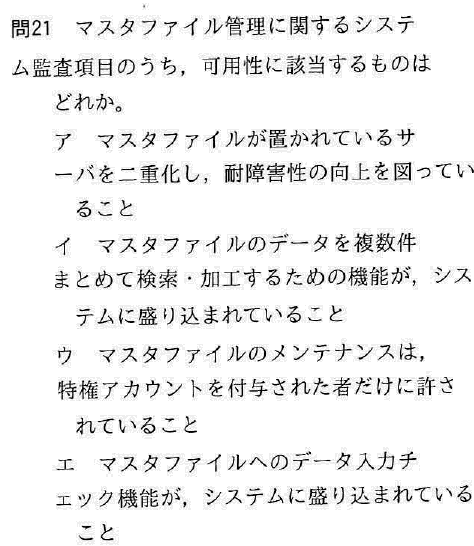 問21　マスタファイル管理に関するシステ
ム監査項目のうち，可用性に該当するものは
どれか。
ア　マスタファイルが置かれているサ
ーバを二重化し，耐障害性の向上を図ってい
ること
イ　マスタファイルのデータを複数件
まとめて検索・加工するための機能が，シス
テムに盛り込まれていること
ウ　マスタファイルのメンテナンスは，
特権アカウントを付与された者だけに許さ
れていること
エ　マスタファイルへのデータ入力チ
ェック機能が，システムに盛り込まれている
こと